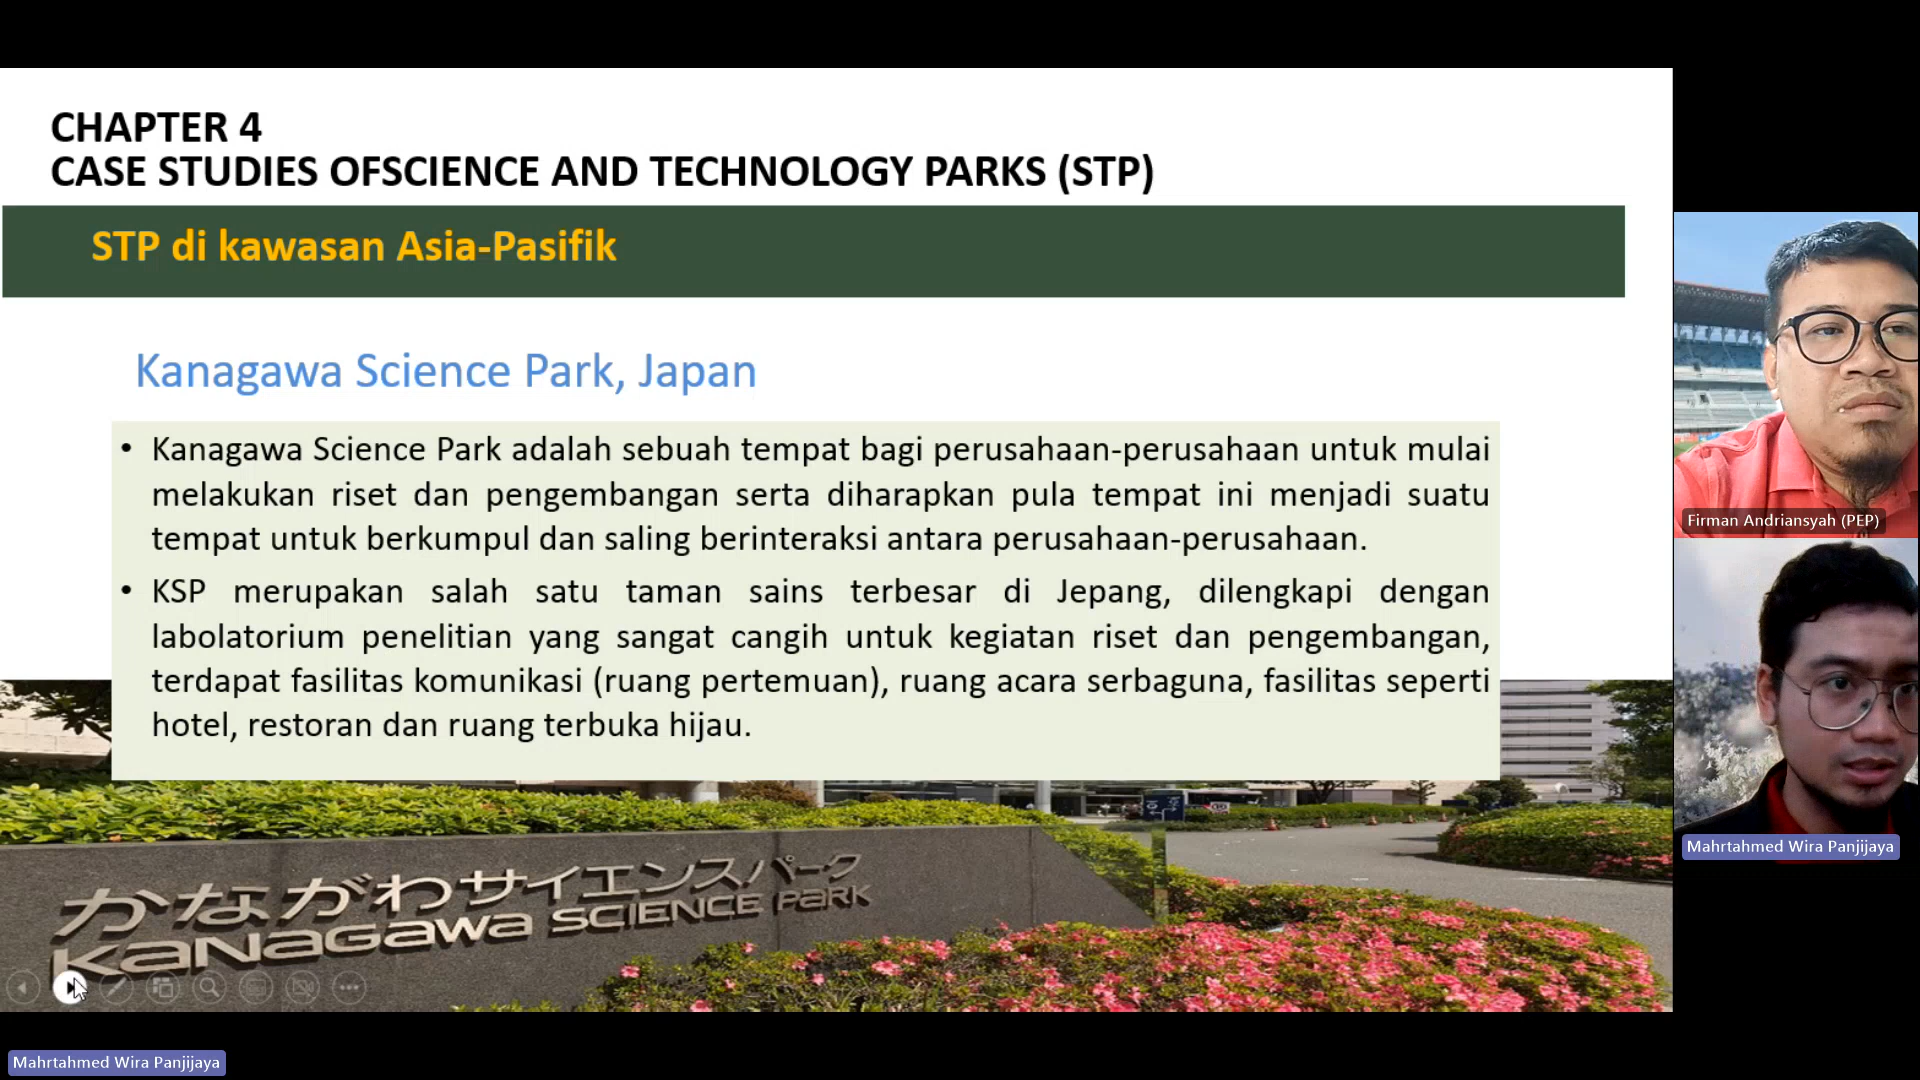 CHAPTER 4
CASE STUDIES OFSCIENCE AND TECHNOLOGY PARKS (STP)
STP di kawasan Asia-Pasifik
Kanagawa Science Park, Japan
• Kanagawa Science Park adalah sebuah tempat bagi perusahaan-perusahaan untuk mulai
melakukan riset dan pengembangan serta diharapkan pula tempat ini menjadi suatu
tempat untuk berkumpul dan saling berinteraksi antara perusahaan-perusahaan.
• KSP merupakan salah satu taman sains terbesar di Jepang, dilengkapi dengan
labolatorium penelitian yang sangat cangih untuk kegiatan riset dan pengembangan,
terdapat fasilitas komunikasi (ruang pertemuan), ruang acara serbaguna, fasilitas seperti
hotel, restoran dan ruang terbuka hijau.
かながわサイエンスパーク
KANAGAWA SCIENCE PARK
Firman Andriansyah (PEP)
Mahrtahmed Wira Panjijaya
Mahrtahmed Wira Panjijaya